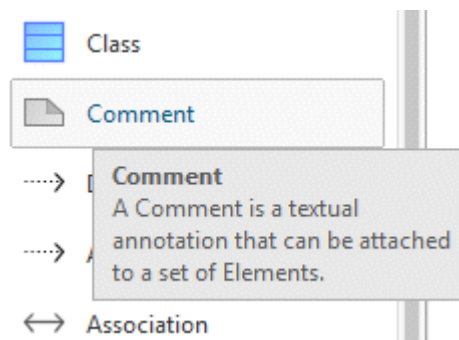 Class
Comment
Comment
A Comment is a textual
annotation that can be attached
to a set of Elements.
Association